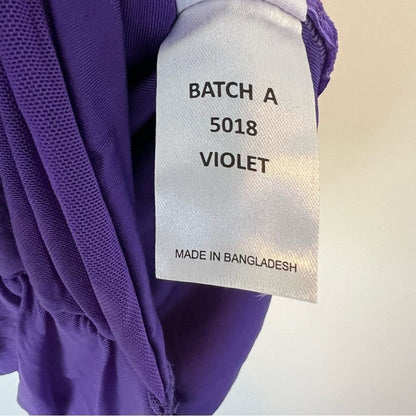 BATCH A
5018
VIOLET
MADE IN BANGLADESH